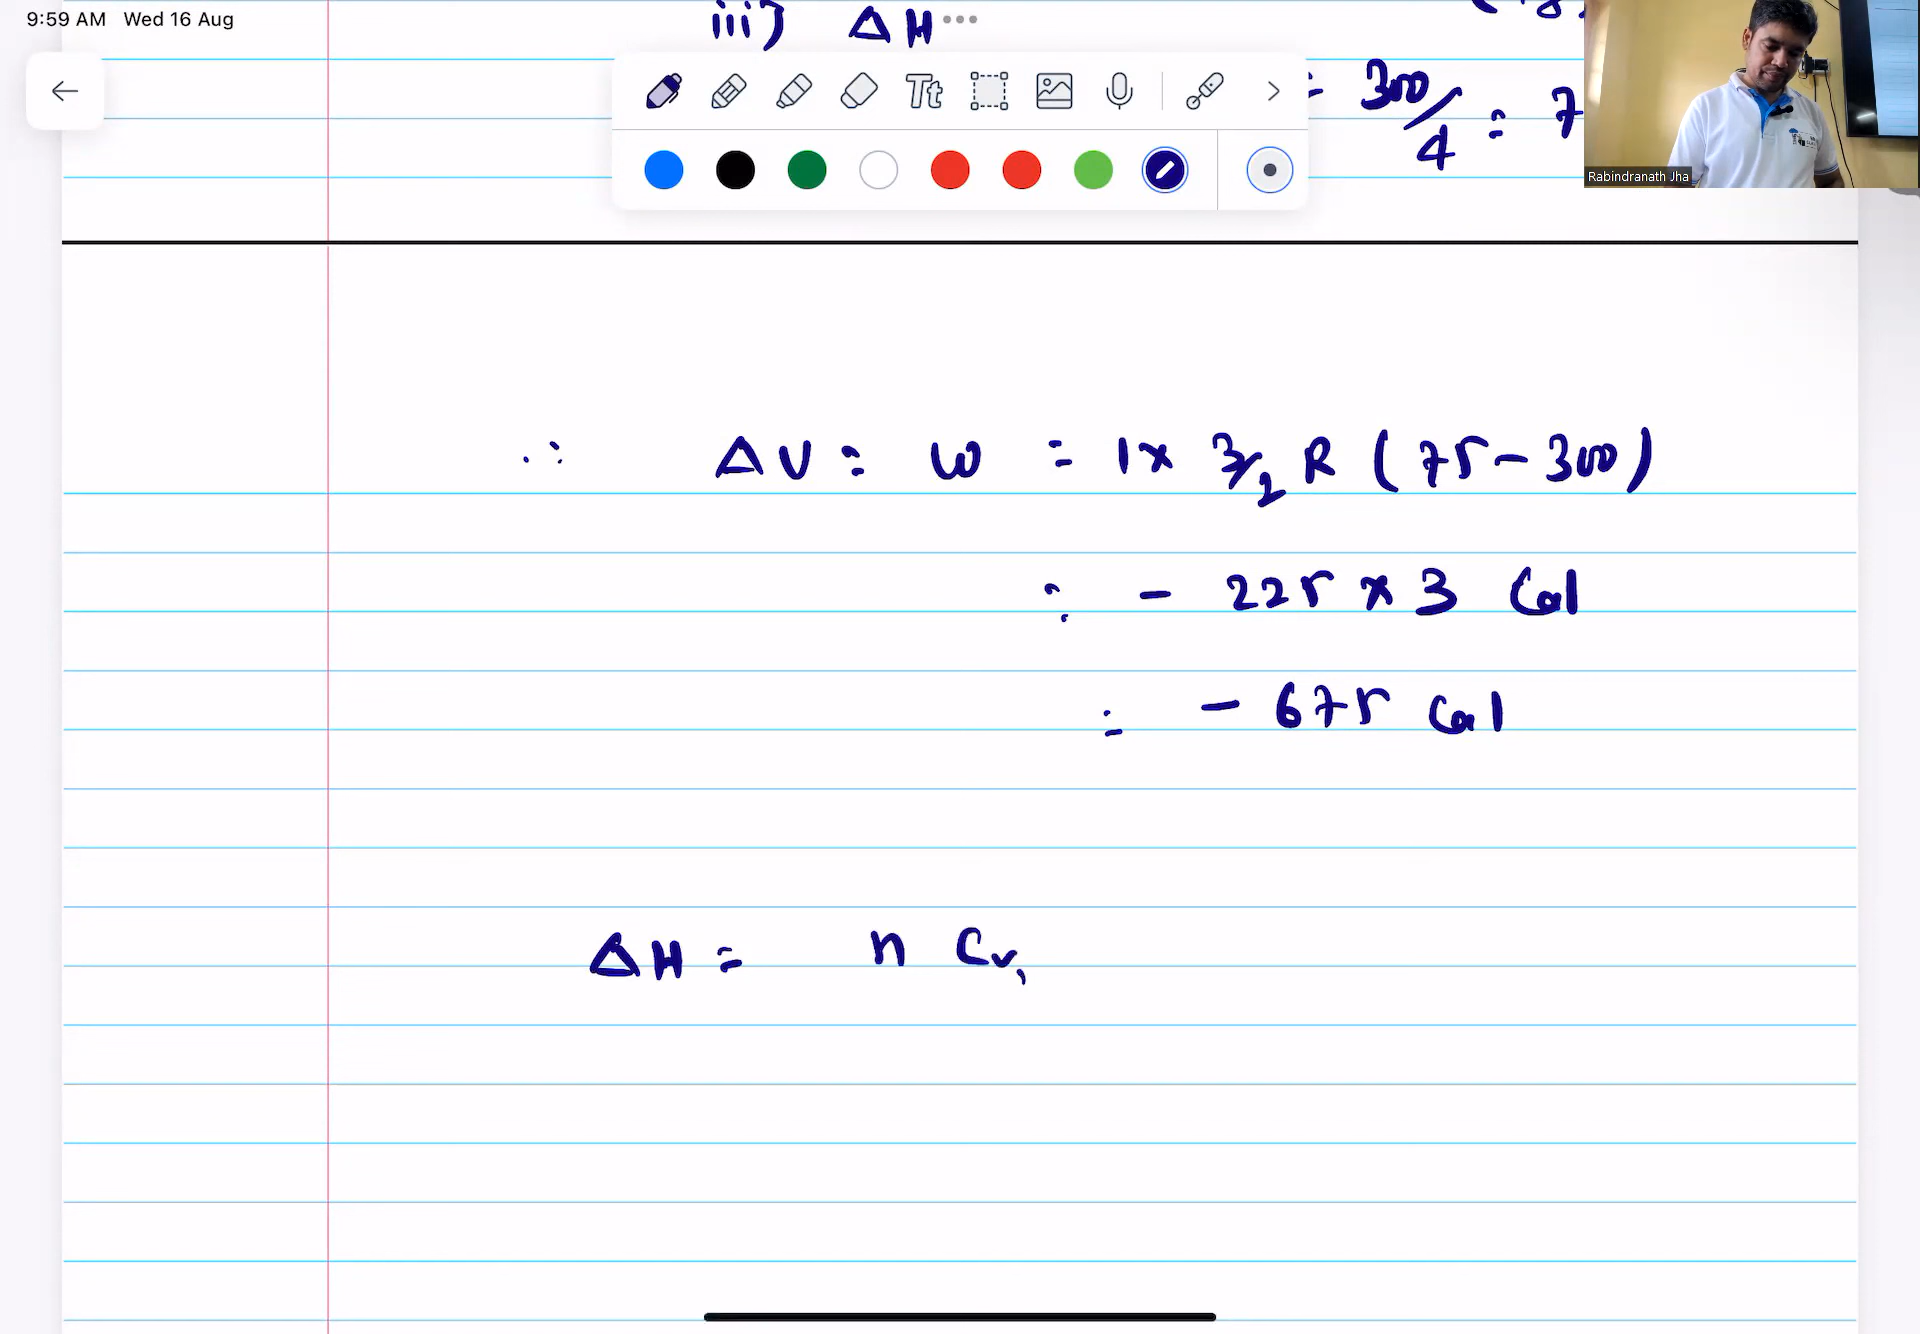 9:59 AM Wed 16 Aug
iii) ΔH
= 300/4 = 7
Tt
Rabindranath Jha
∴ ΔU = W = 1 x 3/2 R (75 - 300)
= - 225 x 3 Cal
= - 675 Cal
ΔH = n Cv,